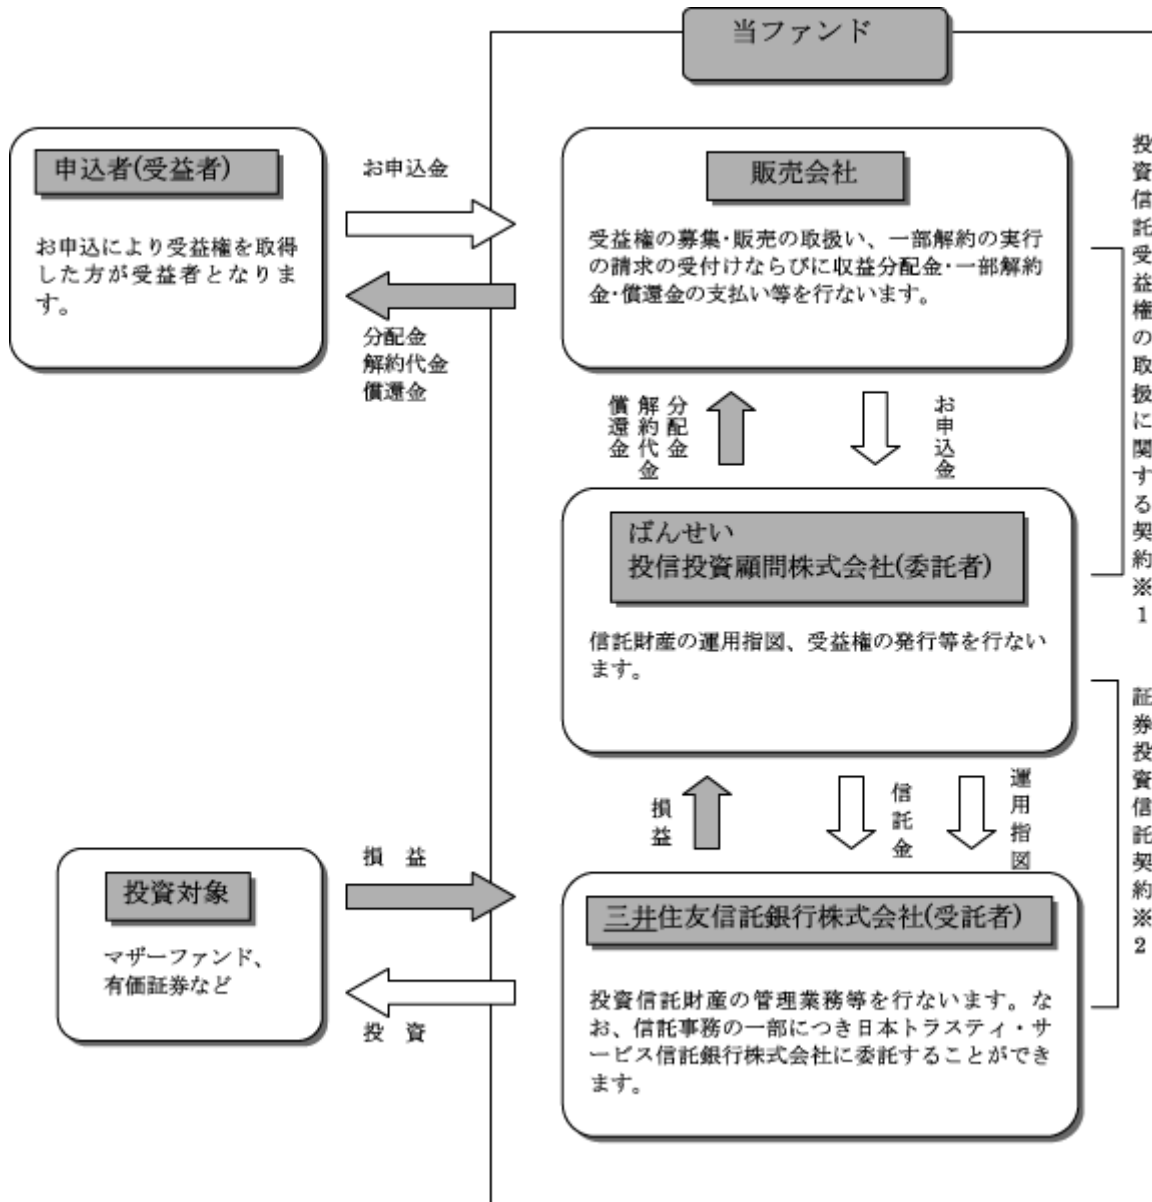 当ファンド
申込者(受益者)
お申込により受益権を取得
した方が受益者となりま
す。
お申込金
分配金
解約代金
償還金
販売会社
受益権の募集・販売の取扱い、一部解約の実行
の請求の受付けならびに収益分配金・一部解約
金・償還金の支払い等を行ないます。
投資信託受益権の取扱に関する契約※1
分配金
解約代金
償還金
お申込金
ばんせい
投信投資顧問株式会社(委託者)
信託財産の運用指図、受益権の発行等を行ない
ます。
証券投資信託契約※2
損益
信託金
運用指図
投資対象
マザーファンド、
有価証券など
損 益
投 資
三井住友信託銀行株式会社(受託者)
投資信託財産の管理業務等を行ないます。な
お、信託事務の一部につき日本トラスティ・サ
ービス信託銀行株式会社に委託することができ
ます。